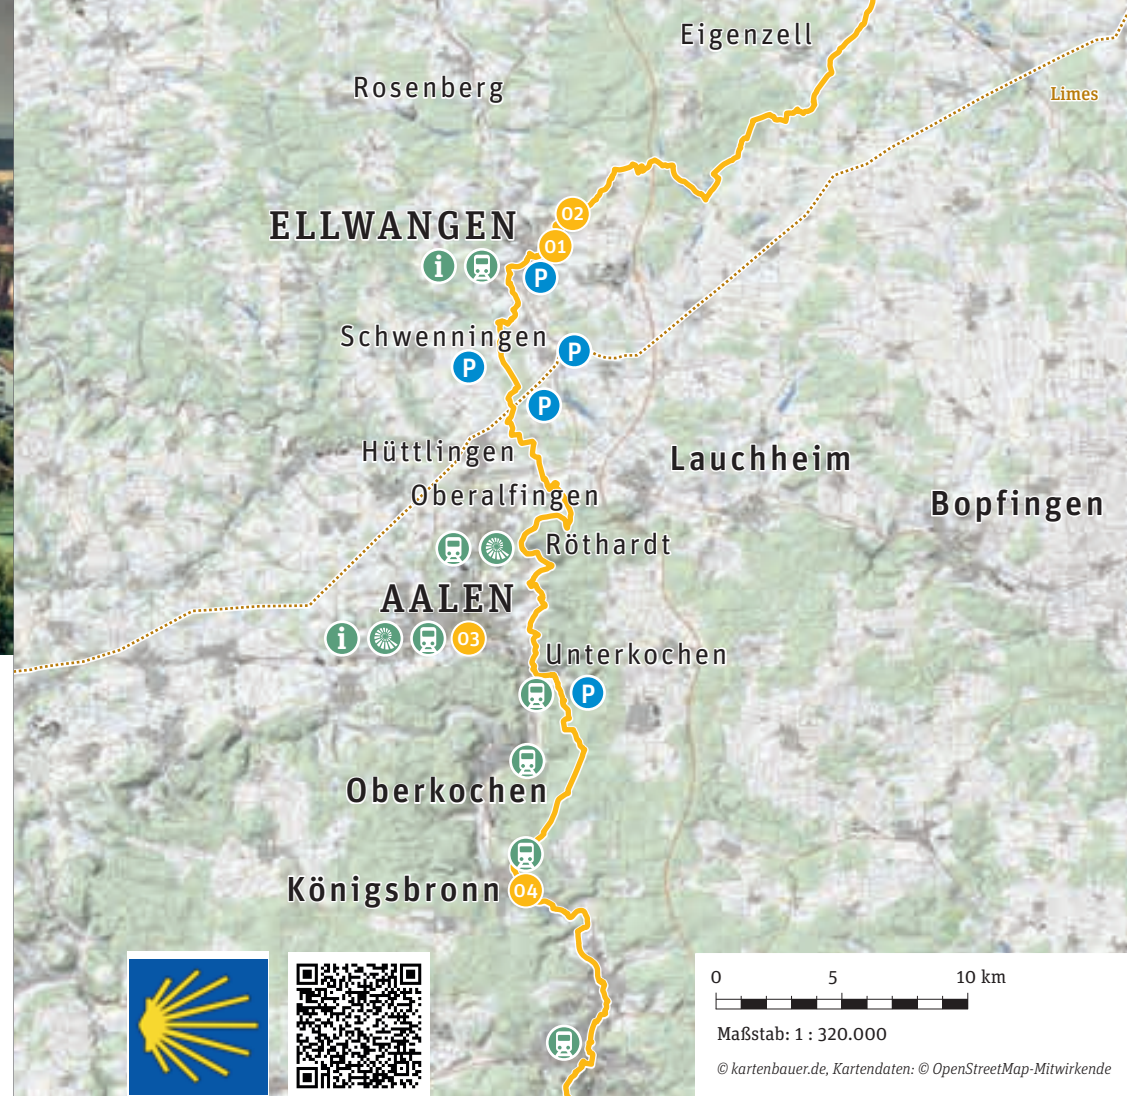 Eigenzell
Rosenberg
Limes
ELLWANGEN
02
01
i
P
Schwenningen
P
P
P
Hüttlingen
Lauchheim
Oberalfingen
Bopfingen
Röthardt
AALEN
i
03
Unterkochen
P
Oberkochen
Königsbronn
04
0 5 10 km
Maßstab: 1 : 320.000
© kartenbauer.de, Kartendaten: © OpenStreetMap-Mitwirkende